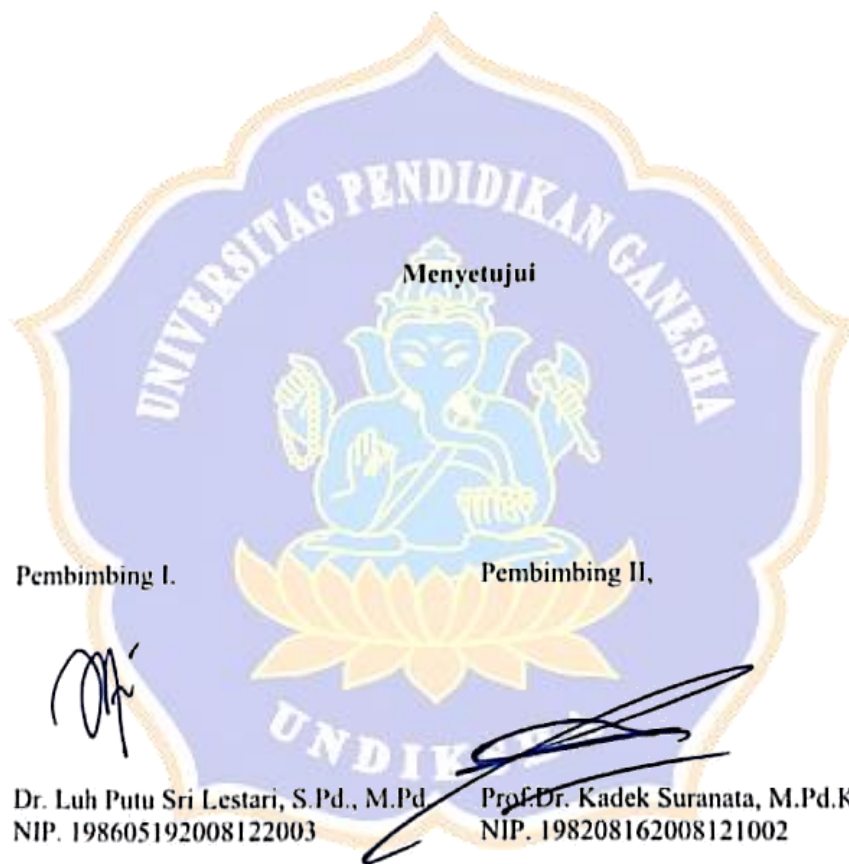 UNIVERSITAS PENDIDIKAN GANESHA
Menyetujui
Pembimbing I.
Pembimbing II,
UNDIKSHA
Dr. Luh Putu Sri Lestari, S.Pd., M.Pd
NIP. 198605192008122003
Prof.Dr. Kadek Suranata, M.Pd.K
NIP. 198208162008121002